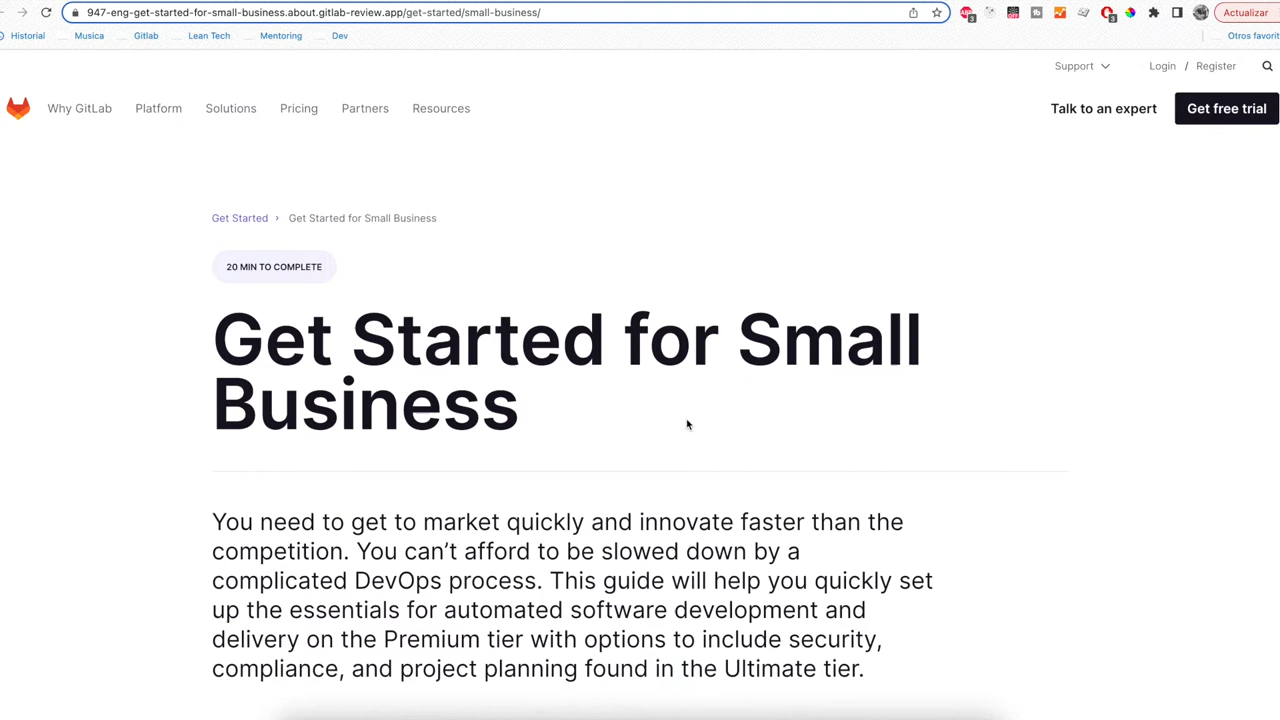 947-eng-get-started-for-small-business.about.gitlab-review.app/get-started/small-business/
Actualizar
Historial Musica Gitlab Lean Tech Mentoring Dev Otros favorit
Support Login / Register
Why GitLab Platform Solutions Pricing Partners Resources Talk to an expert Get free trial
Get Started › Get Started for Small Business
20 MIN TO COMPLETE
Get Started for Small
Business
You need to get to market quickly and innovate faster than the
competition. You can’t afford to be slowed down by a
complicated DevOps process. This guide will help you quickly set
up the essentials for automated software development and
delivery on the Premium tier with options to include security,
compliance, and project planning found in the Ultimate tier.